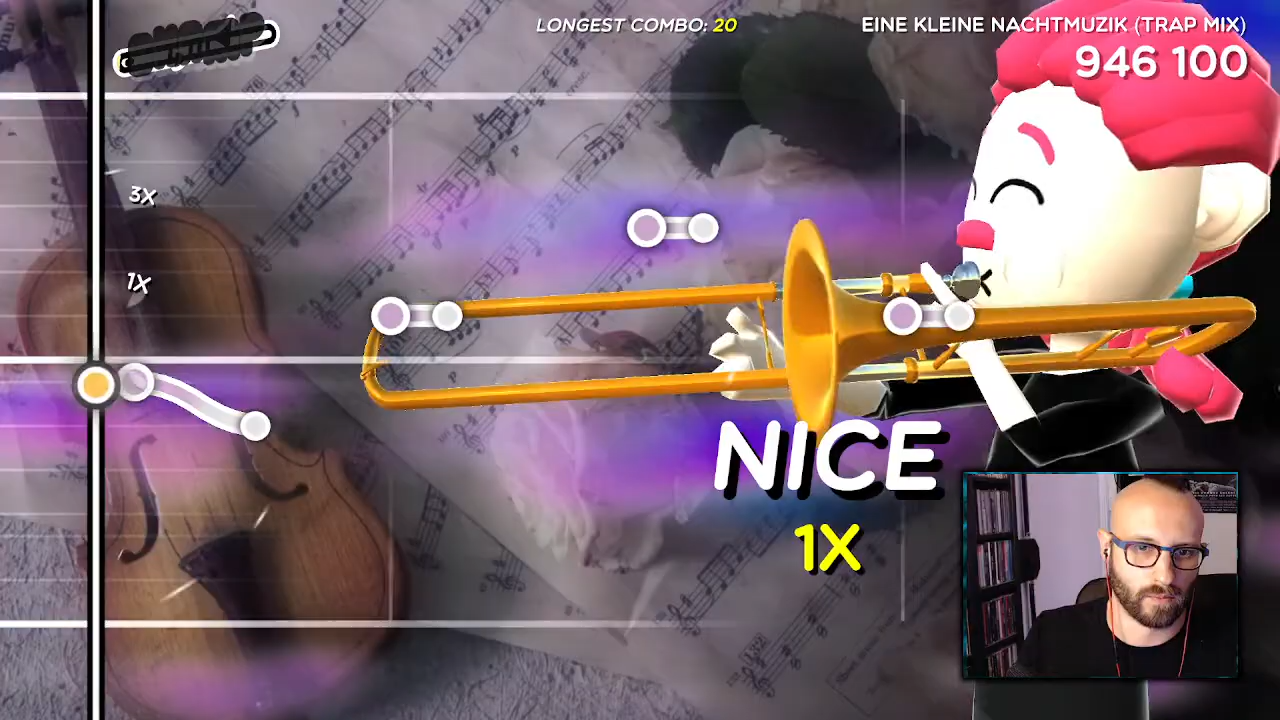 LONGEST COMBO: 20
EINE KLEINE NACHTMUZIK (TRAP MIX)
946 100
3X
1X
NICE
1X